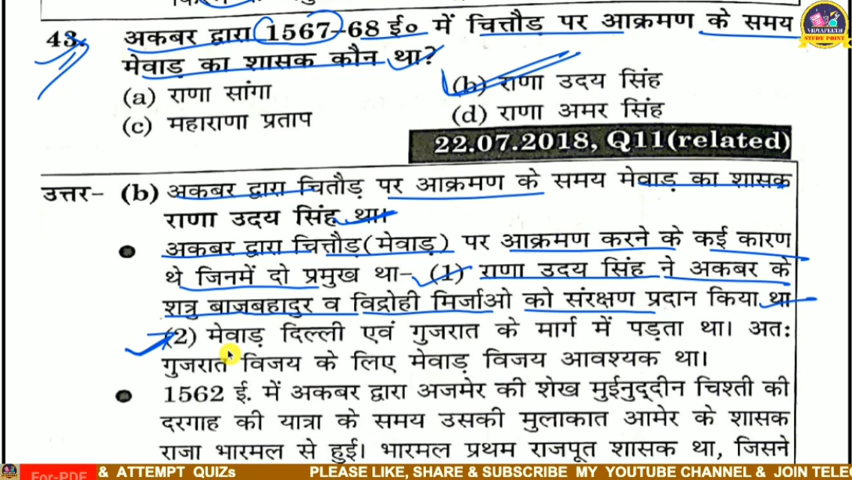 43. अकबर द्वारा 1567-68 ई० में चित्तौड़ पर आक्रमण के समय
मेवाड़ का शासक कौन था?
(a) राणा सांगा
(b) राणा उदय सिंह
(c) महाराणा प्रताप
(d) राणा अमर सिंह
22.07.2018, Q11(related)
उत्तर- (b) अकबर द्वारा चितौड़ पर आक्रमण के समय मेवाड़ का शासक
राणा उदय सिंह था।
अकबर द्वारा चित्तौड़(मेवाड़) पर आक्रमण करने के कई कारण
थे जिनमें दो प्रमुख था- (1) राणा उदय सिंह ने अकबर के
शत्रु बाजबहादुर व विद्रोही मिर्जाओ को संरक्षण प्रदान किया था
(2) मेवाड़ दिल्ली एवं गुजरात के मार्ग में पड़ता था। अतः
गुजरात विजय के लिए मेवाड़ विजय आवश्यक था।
1562 ई. में अकबर द्वारा अजमेर की शेख मुईनुद्दीन चिश्ती की
दरगाह की यात्रा के समय उसकी मुलाकात आमेर के शासक
राजा भारमल से हुई। भारमल प्रथम राजपूत शासक था, जिसने
For-PDF & ATTEMPT QUIZs PLEASE LIKE, SHARE & SUBSCRIBE MY YOUTUBE CHANNEL & JOIN TELE